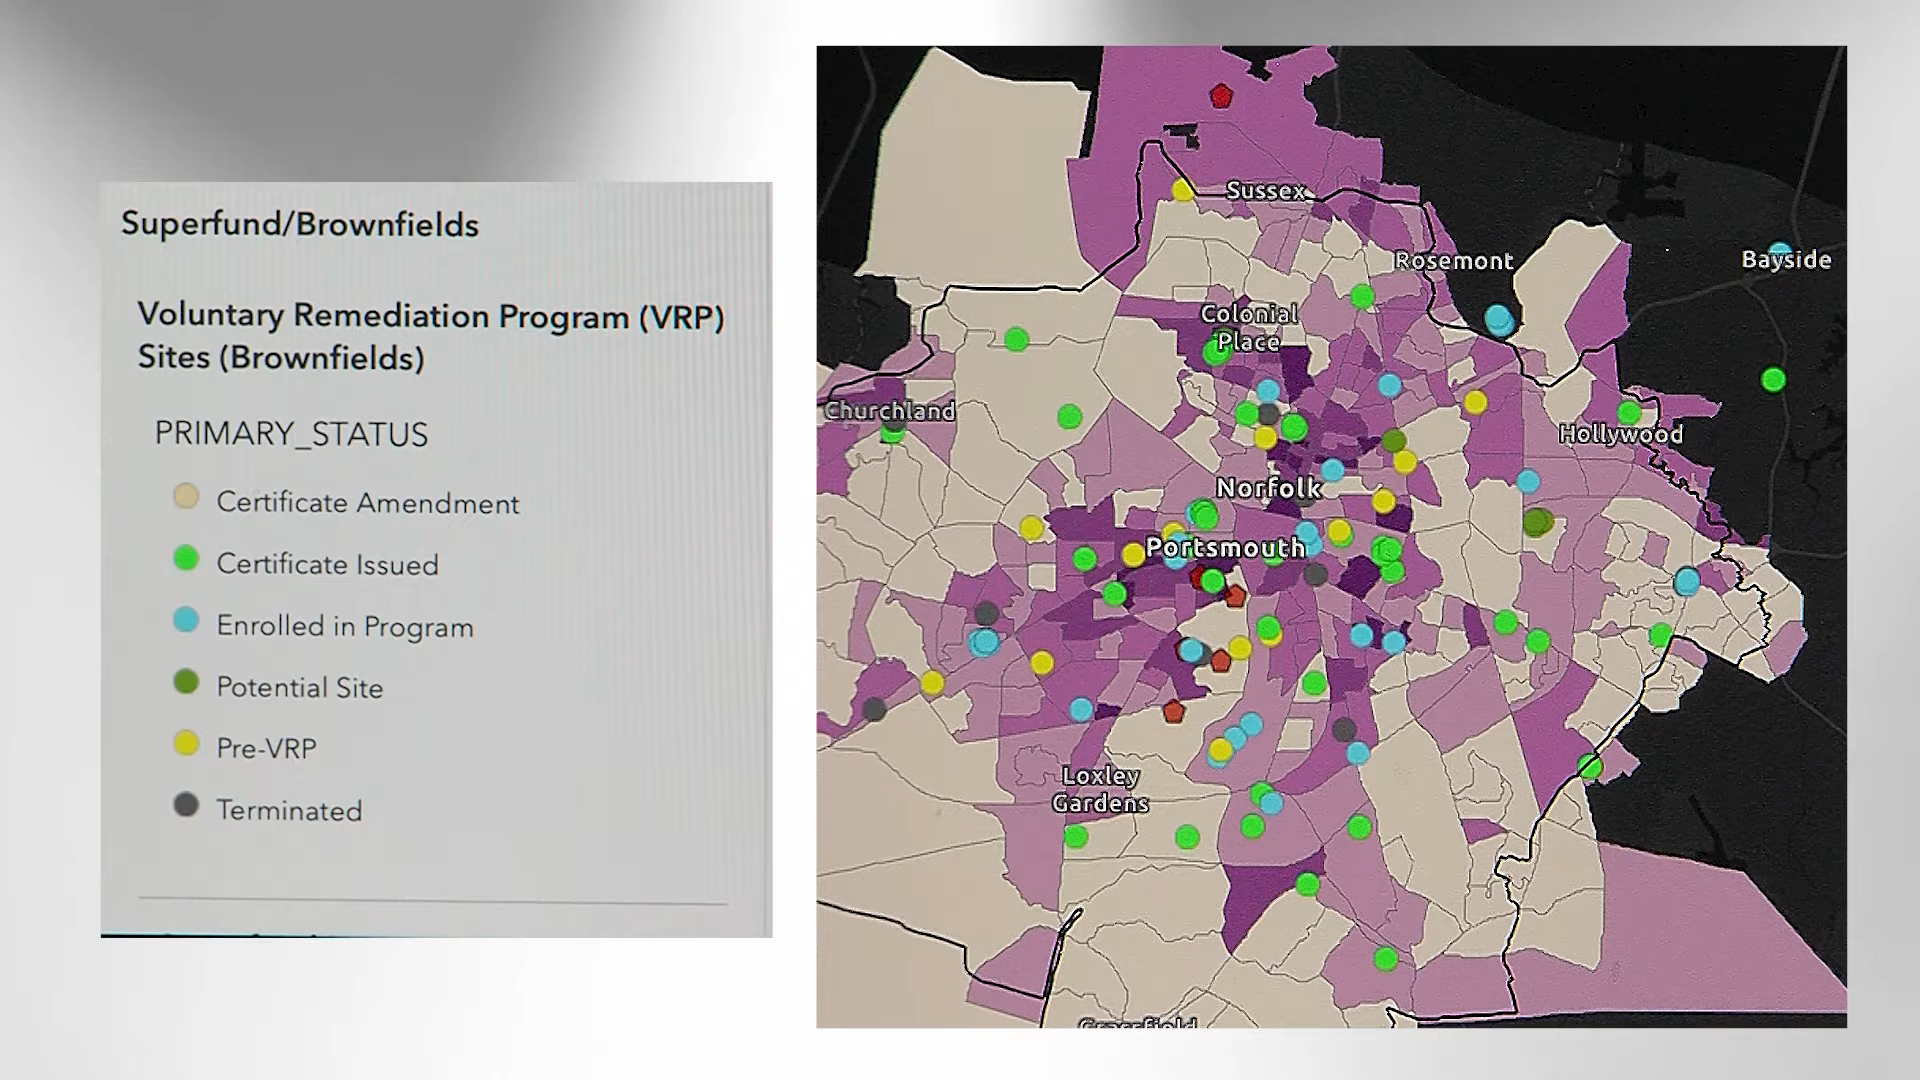 Superfund/Brownfields
Voluntary Remediation Program (VRP)
Sites (Brownfields)
PRIMARY_STATUS
Certificate Amendment
Certificate Issued
Enrolled in Program
Potential Site
Pre-VRP
Terminated
Sussex
Rosemont
Bayside
Colonial
Place
Churchland
Hollywood
Norfolk
Portsmouth
Loxley
Gardens
Grassfield